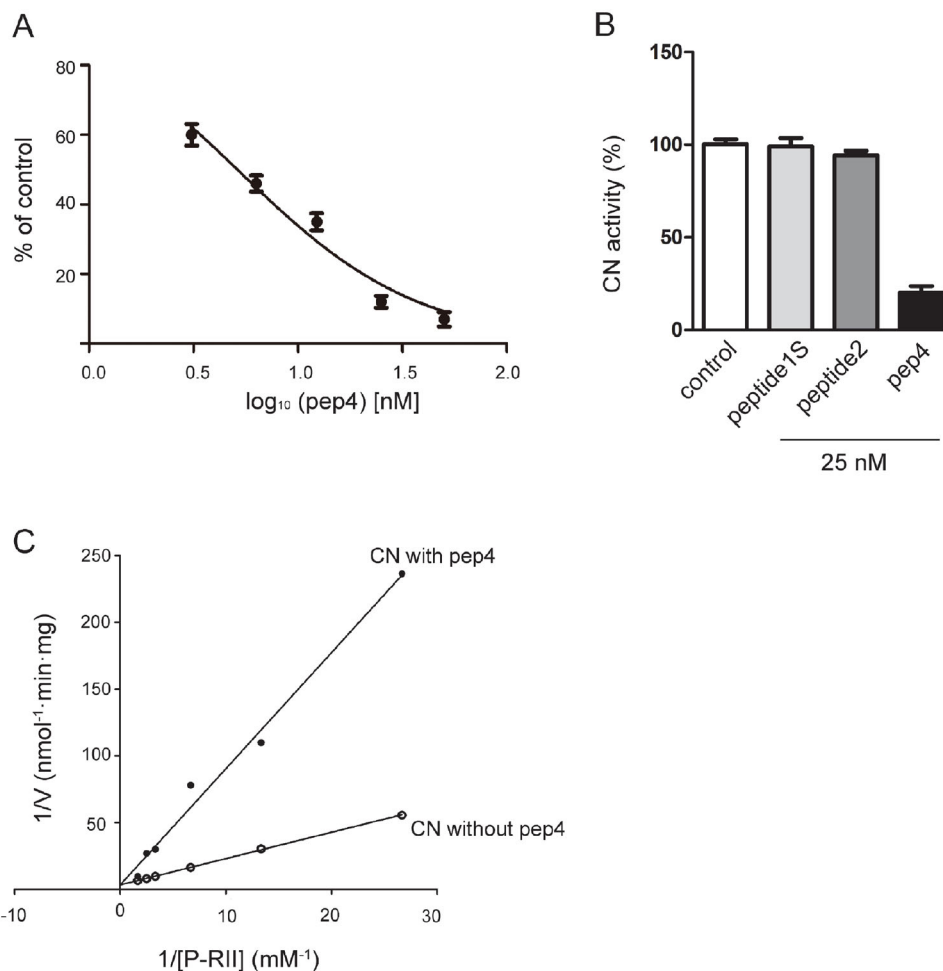 A
80
60
40
20
% of control
0.0 0.5 1.0 1.5 2.0
log₁₀ (pep4) [nM]
B
150
100
50
0
CN activity (%)
control peptide1S peptide2 pep4
25 nM
C
CN with pep4
250
200
150
100
50
1/V (nmol⁻¹·min·mg)
CN without pep4
-10 0 10 20 30
1/[P-RII] (mM⁻¹)